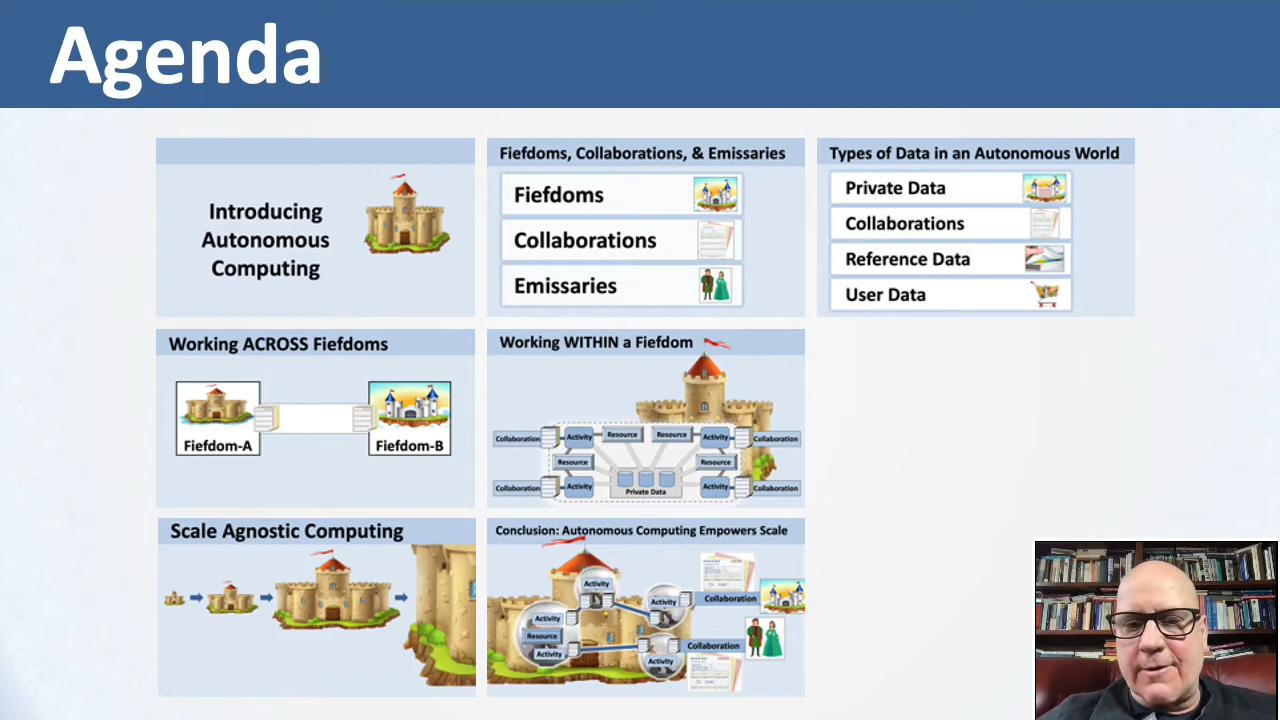 Agenda
Introducing
Autonomous
Computing
Fiefdoms, Collaborations, & Emissaries
Fiefdoms
Collaborations
Emissaries
Types of Data in an Autonomous World
Private Data
Collaborations
Reference Data
User Data
Working ACROSS Fiefdoms
Fiefdom-A
Fiefdom-B
Working WITHIN a Fiefdom
Collaboration
Activity
Resource
Resource
Activity
Collaboration
Resource
Resource
Collaboration
Activity
Private Data
Activity
Collaboration
Scale Agnostic Computing
Conclusion: Autonomous Computing Empowers Scale
Activity
Activity
Collaboration
Activity
Resource
Activity
Activity
Collaboration